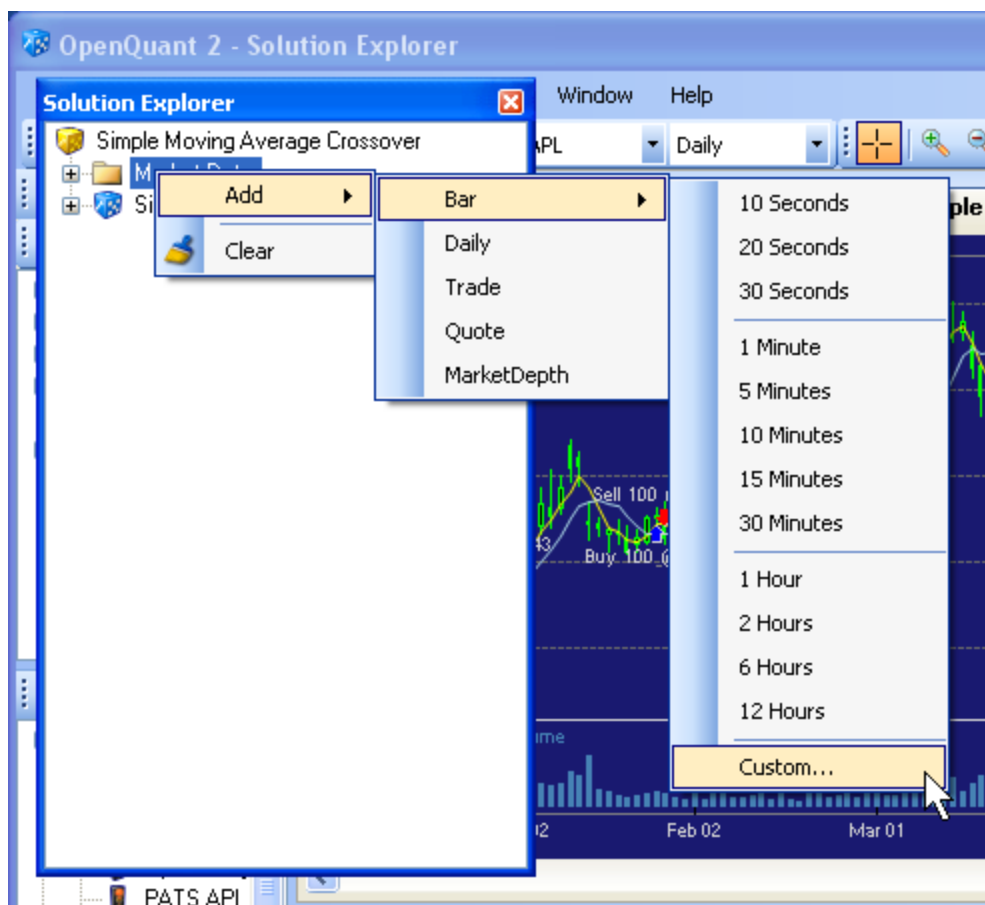 OpenQuant 2 - Solution Explorer
Solution Explorer
Window Help
Simple Moving Average Crossover
Daily
Add
Clear
Bar
Daily
Trade
Quote
MarketDepth
10 Seconds
20 Seconds
30 Seconds
1 Minute
5 Minutes
10 Minutes
15 Minutes
30 Minutes
1 Hour
2 Hours
6 Hours
12 Hours
Custom...
Sell 100
Buy 100
Feb 02
Mar 01
PATS API